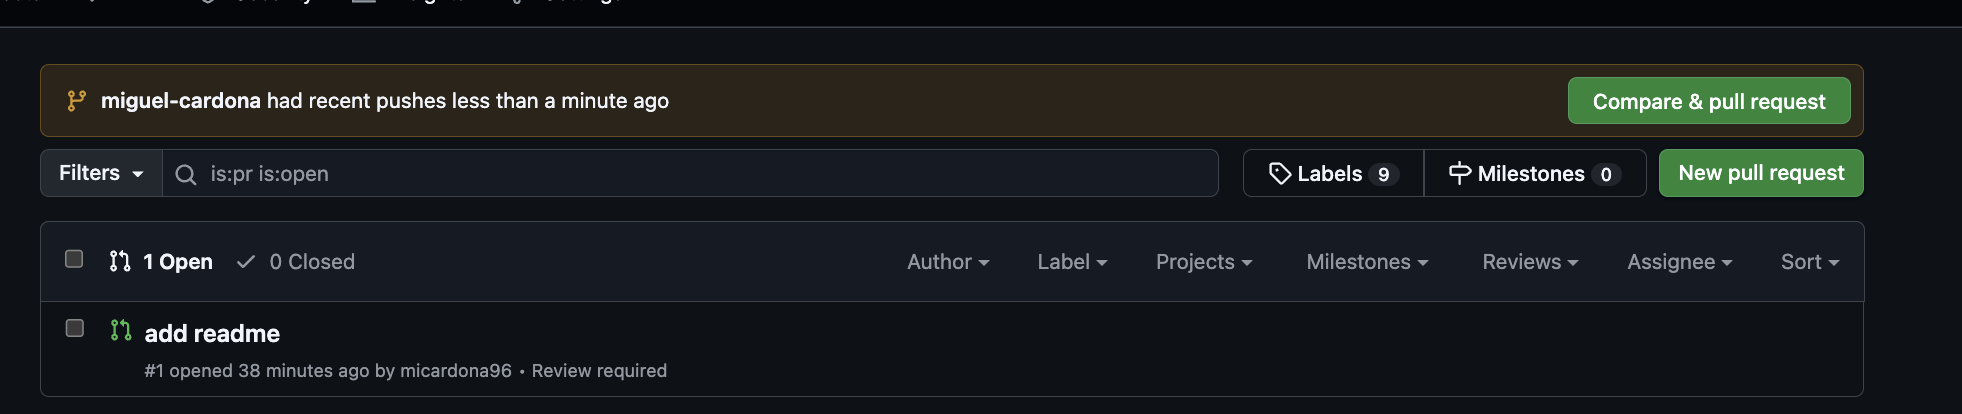 miguel-cardona had recent pushes less than a minute ago
Compare & pull request
Filters
is:pr is:open
Labels 9
Milestones 0
New pull request
1 Open
0 Closed
Author
Label
Projects
Milestones
Reviews
Assignee
Sort
add readme
#1 opened 38 minutes ago by micardona96 • Review required